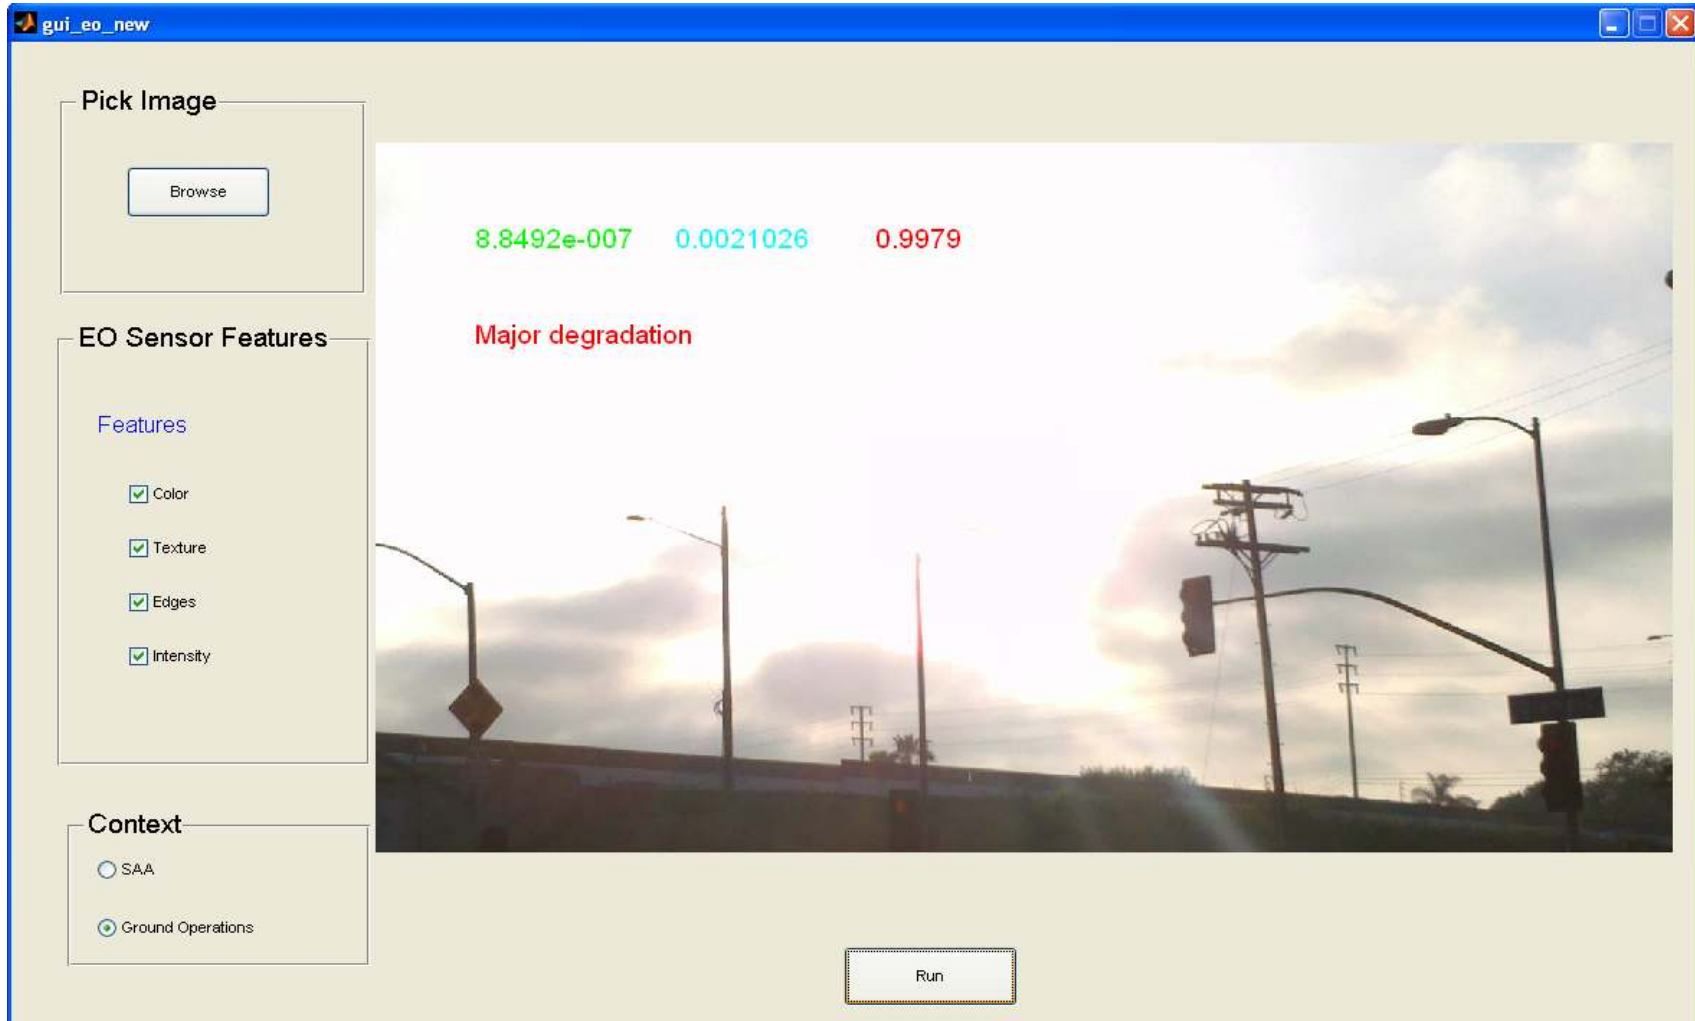 gui_eo_new
Pick Image
Browse
8.8492e-007 0.0021026 0.9979
Major degradation
EO Sensor Features
Features
Color
Texture
Edges
Intensity
Context
SAA
Ground Operations
Run